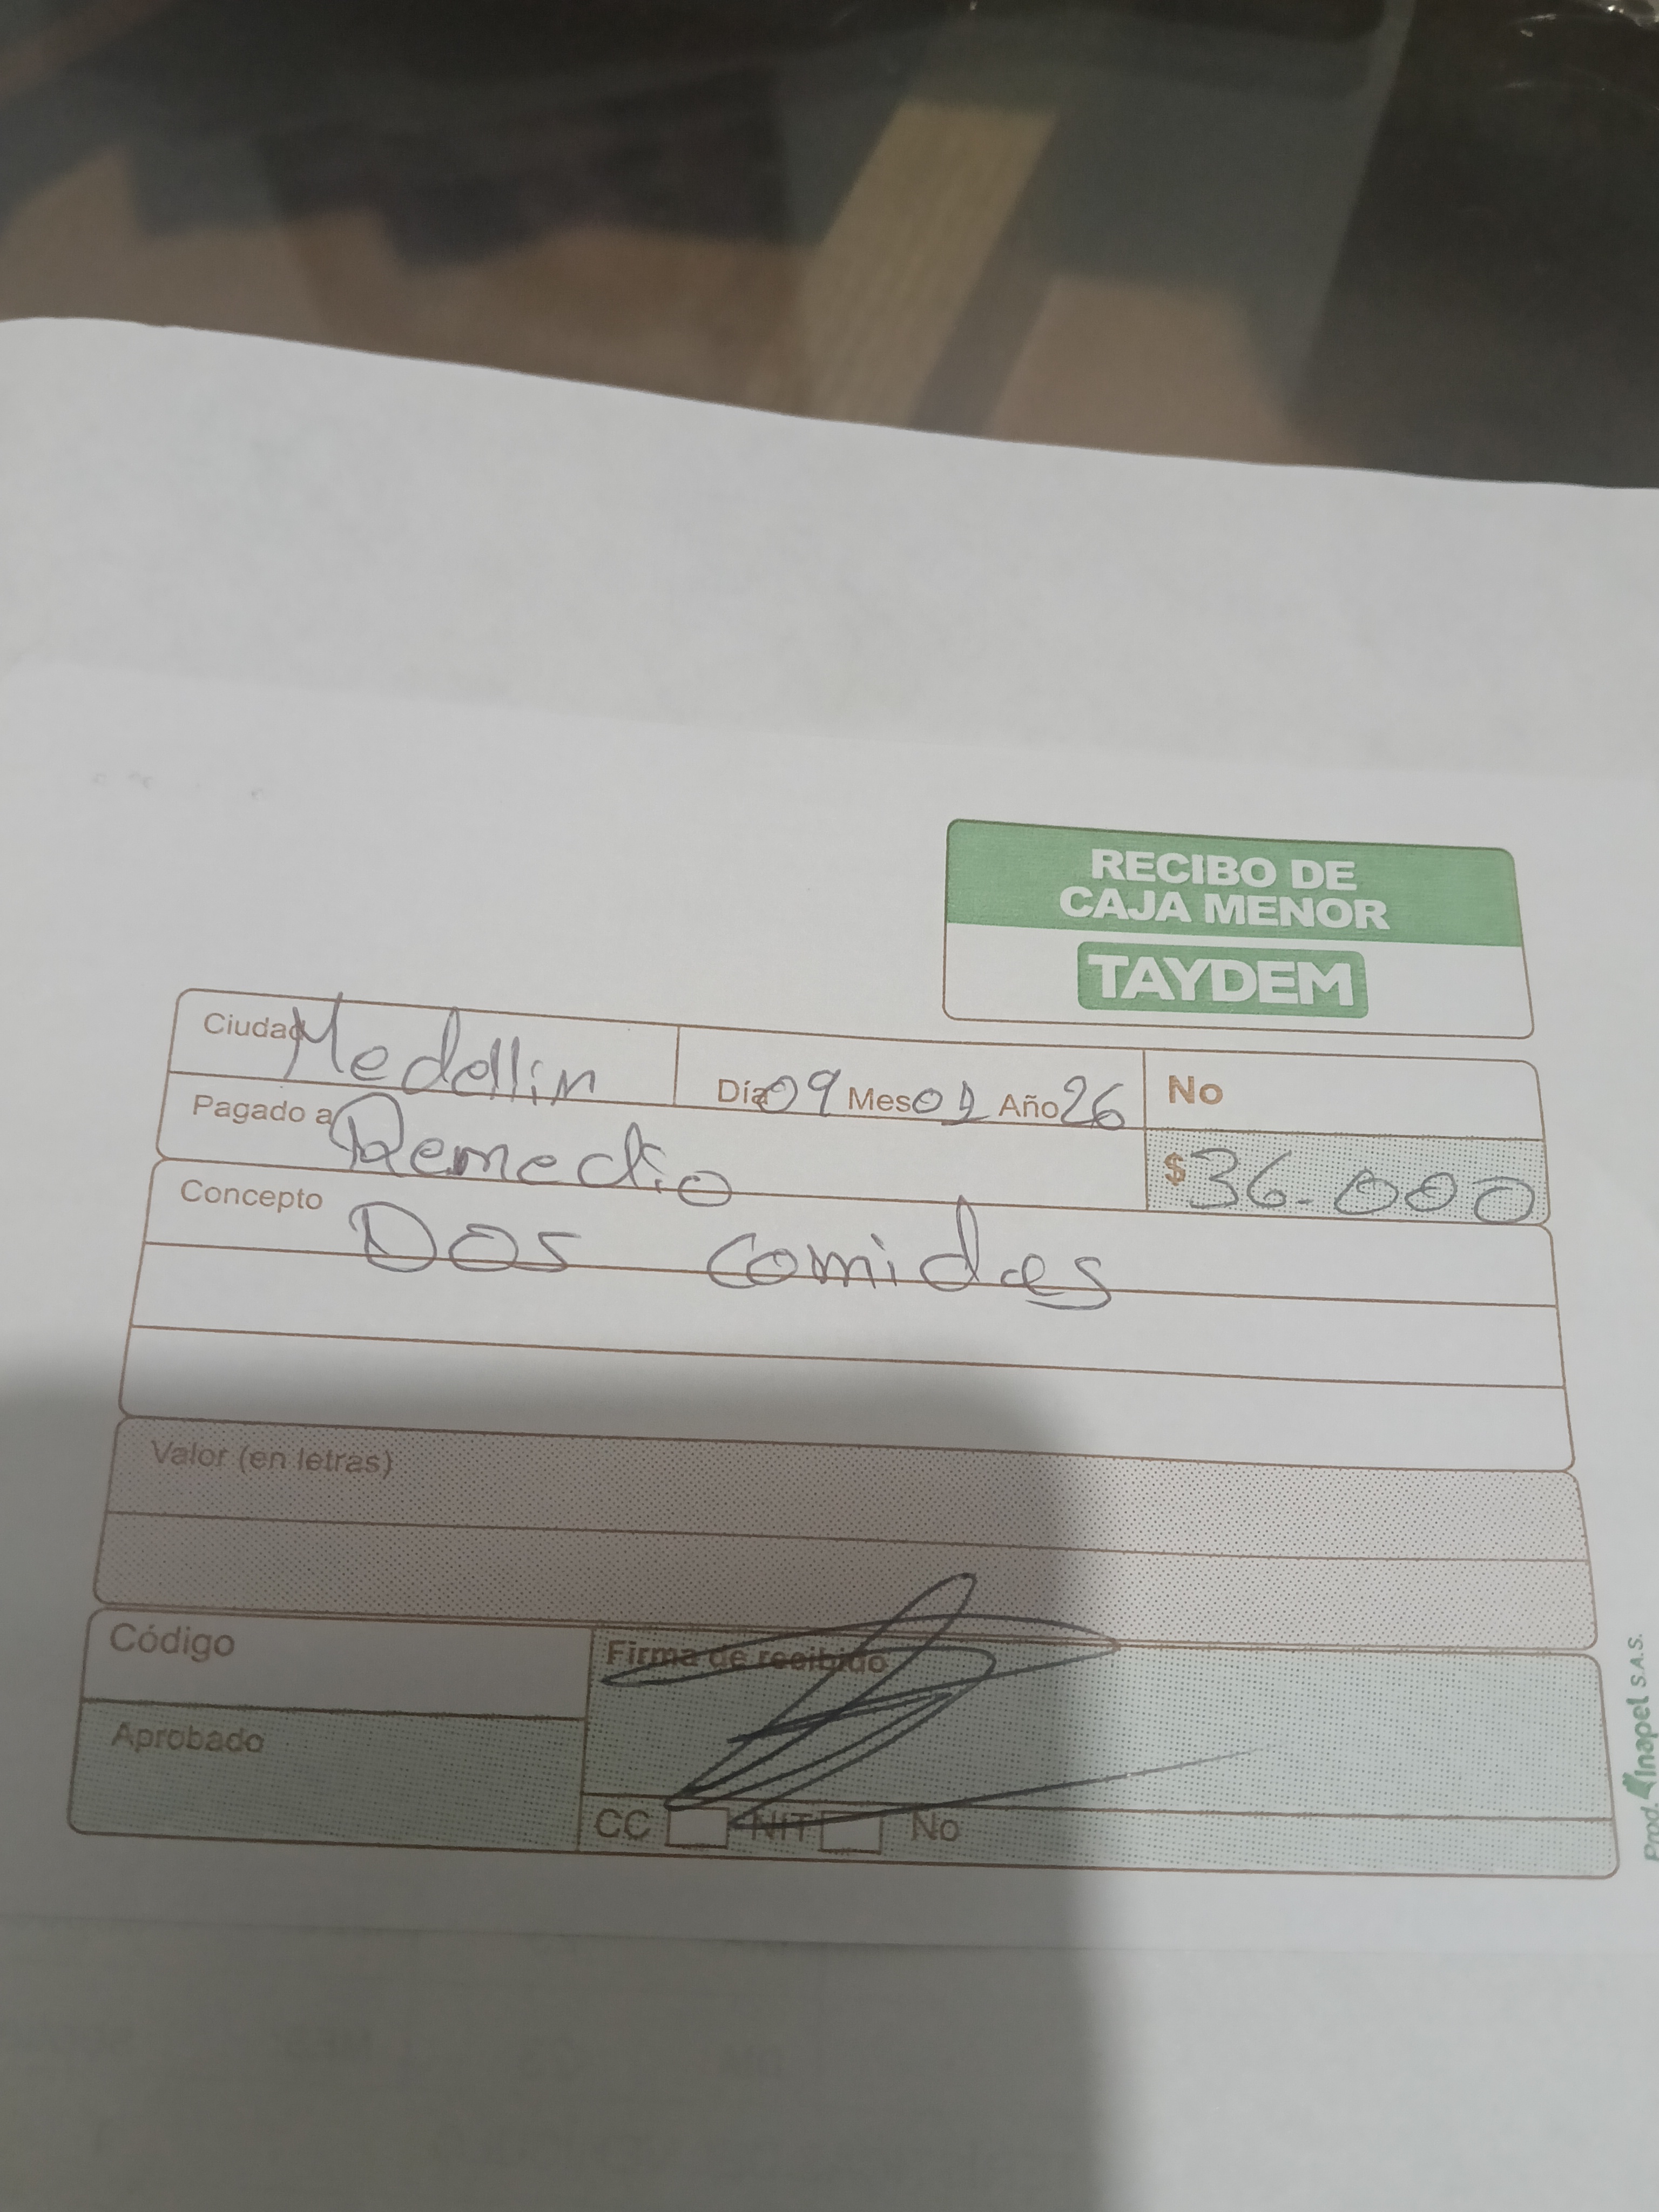 RECIBO DE
CAJA MENOR
TAYDEM
Ciudad Medellin Día 09 Mes 01 Año 26 No
Pagado a Remedio $ 36.000
Concepto Dos comidas
Valor (en letras)
Código Firma de recibido
Aprobado
CC NIT No
Prod. Inapel S.A.S.